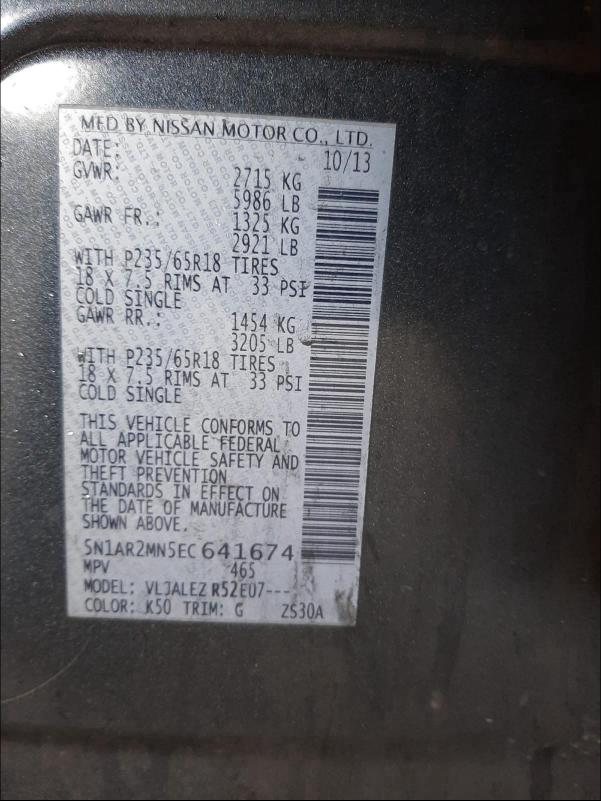 MFD BY NISSAN MOTOR CO., LTD.
DATE: 10/13
GVWR: 2715 KG
5986 LB
GAWR FR.: 1325 KG
2921 LB
WITH P235/65R18 TIRES
18 X 7.5 RIMS AT 33 PSI
COLD SINGLE
GAWR RR.: 1454 KG
3205 LB
WITH P235/65R18 TIRES
18 X 7.5 RIMS AT 33 PSI
COLD SINGLE
THIS VEHICLE CONFORMS TO
ALL APPLICABLE FEDERAL
MOTOR VEHICLE SAFETY AND
THEFT PREVENTION
STANDARDS IN EFFECT ON
THE DATE OF MANUFACTURE
SHOWN ABOVE.
5N1AR2MN5EC641674
MPV 465
MODEL: VLJALEZ R52E07---
COLOR: K50 TRIM: G ZS30A